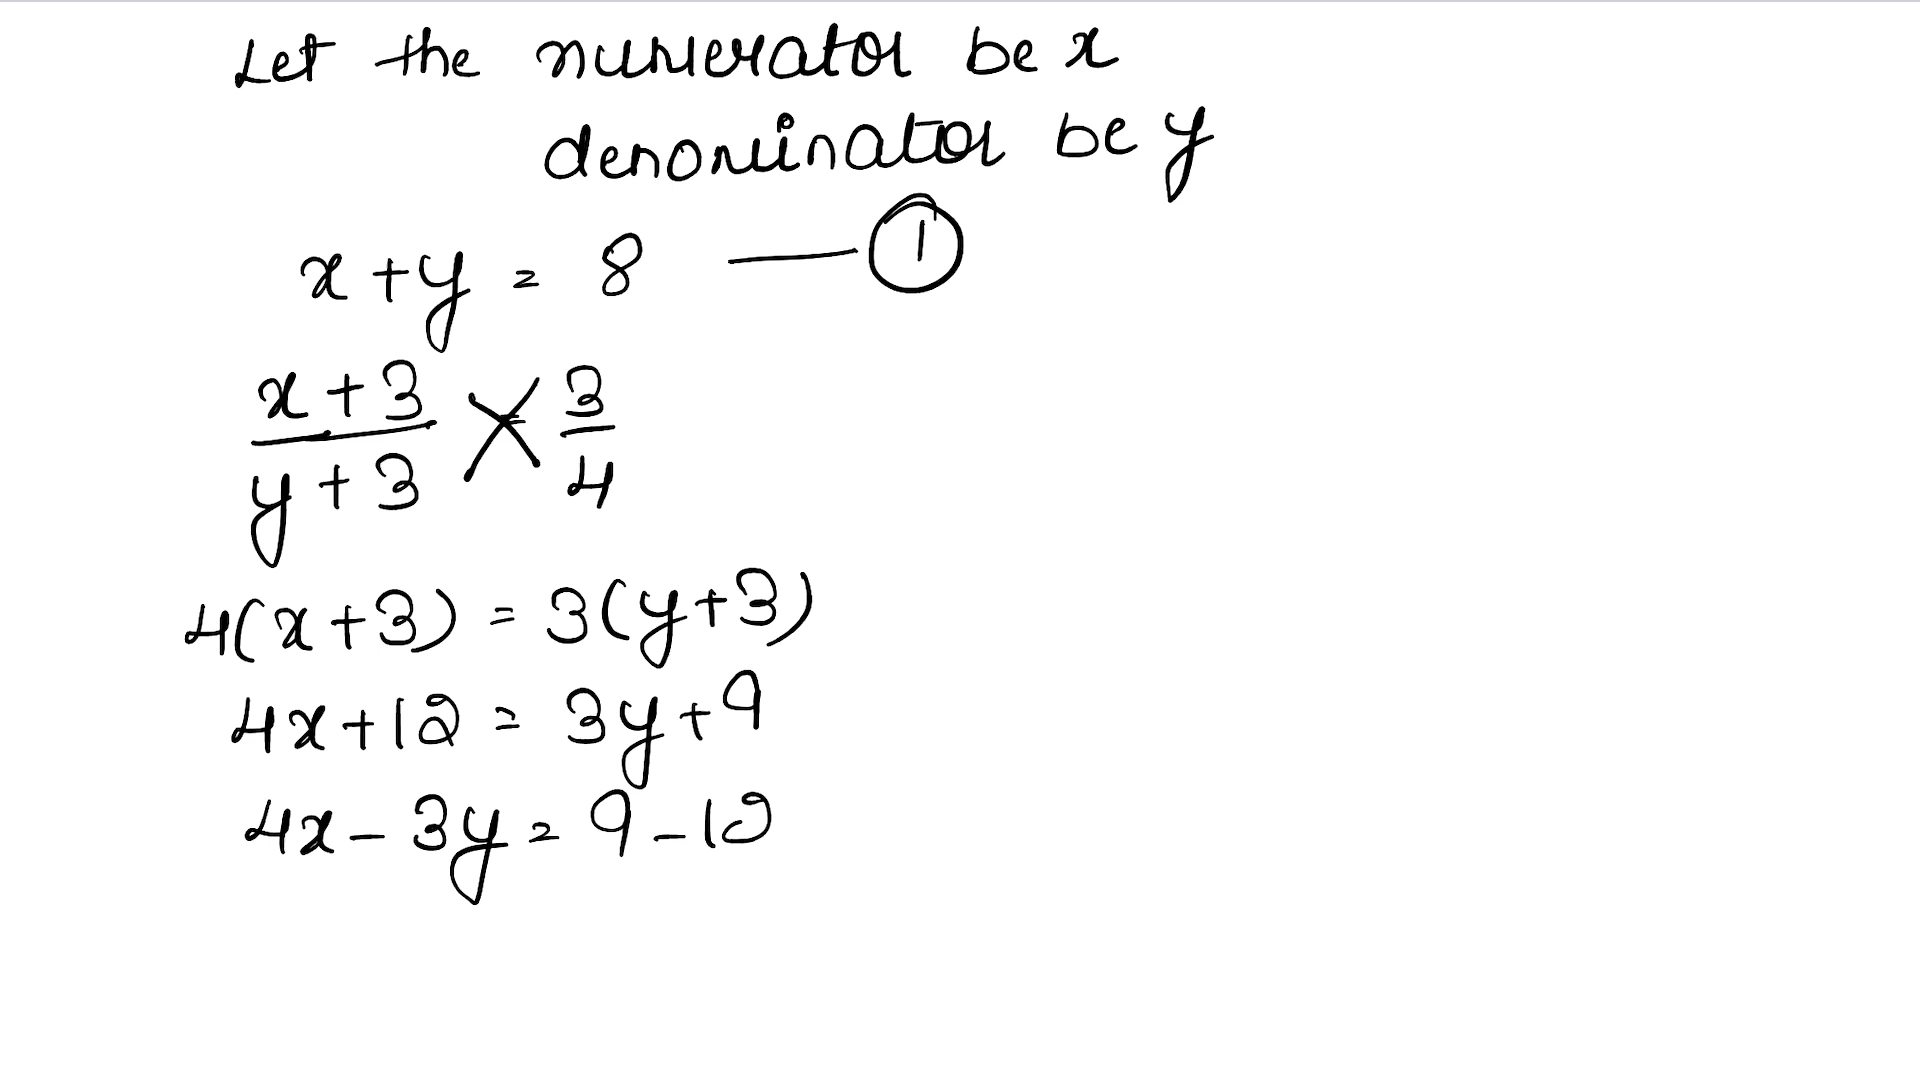 Let the numerator be x
denominator be y
x + y = 8 —— ①
x + 3 / y + 3 = 3 / 4
4(x + 3) = 3(y + 3)
4x + 12 = 3y + 9
4x - 3y = 9 - 12